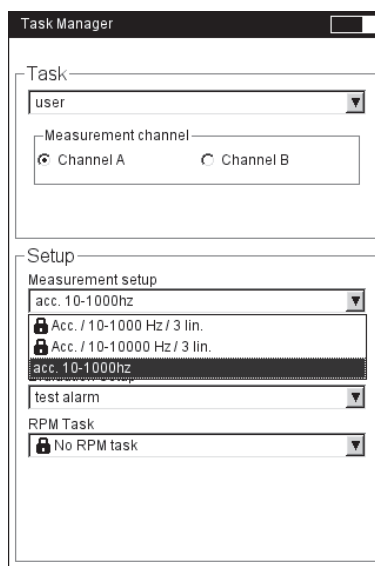 Task Manager
Task
user
Measurement channel
Channel A Channel B
Setup
Measurement setup
acc. 10-1000hz
Acc. / 10-1000 Hz / 3 lin.
Acc. / 10-10000 Hz / 3 lin.
acc. 10-1000hz
test alarm
RPM Task
No RPM task